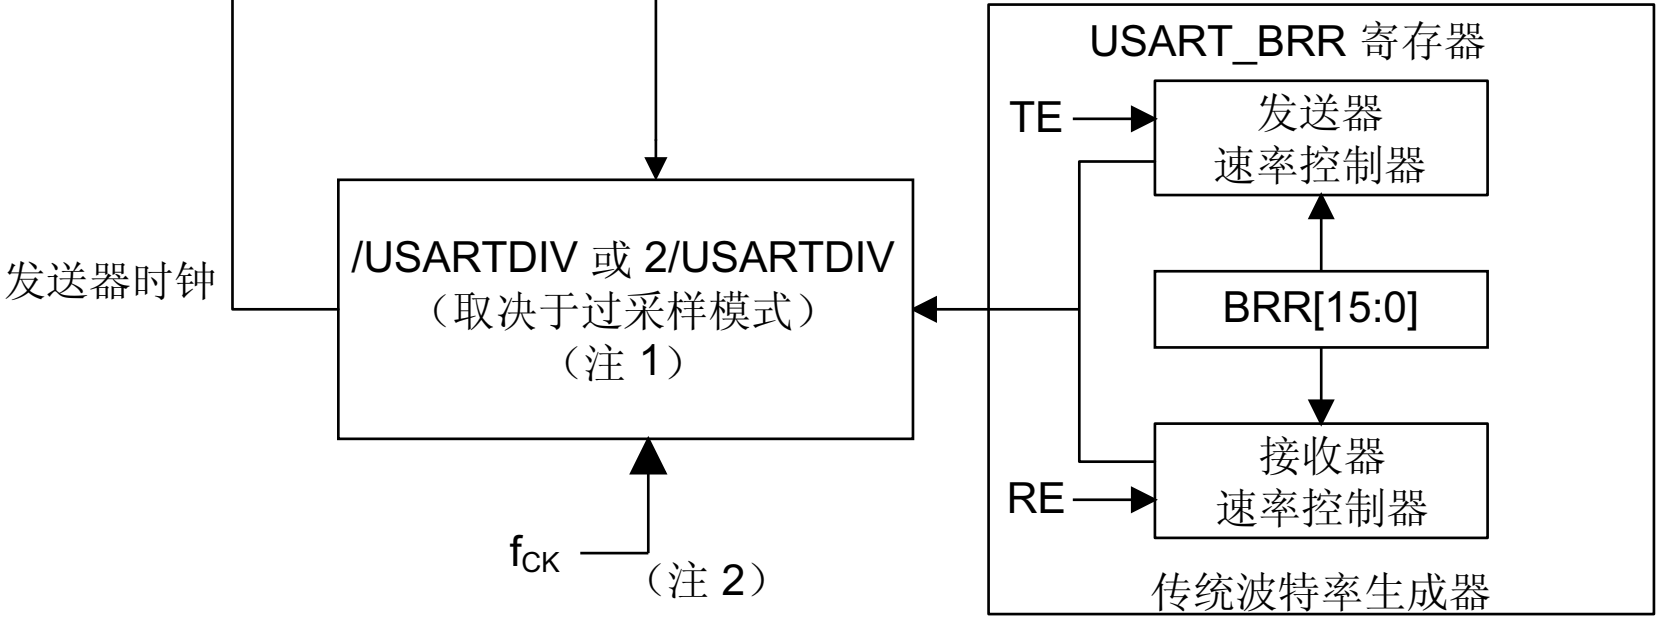 USART_BRR 寄存器
TE
发送器
速率控制器
/USARTDIV 或 2/USARTDIV
（取决于过采样模式）
（注 1）
发送器时钟
BRR[15:0]
接收器
速率控制器
RE
fCK
（注 2）
传统波特率生成器